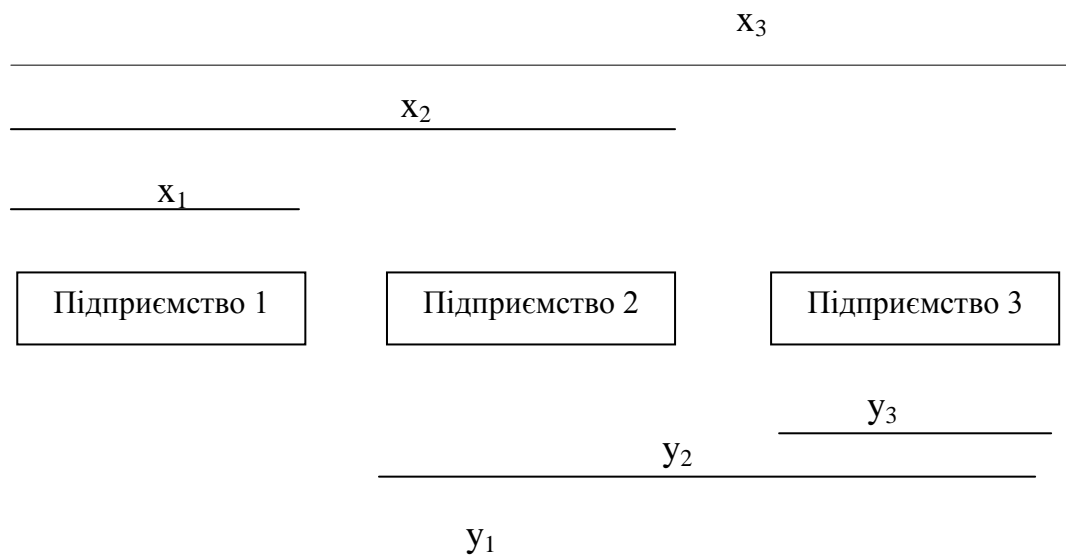 x₃
x₂
x₁
Підприємство 1 Підприємство 2 Підприємство 3
y₃
y₂
y₁